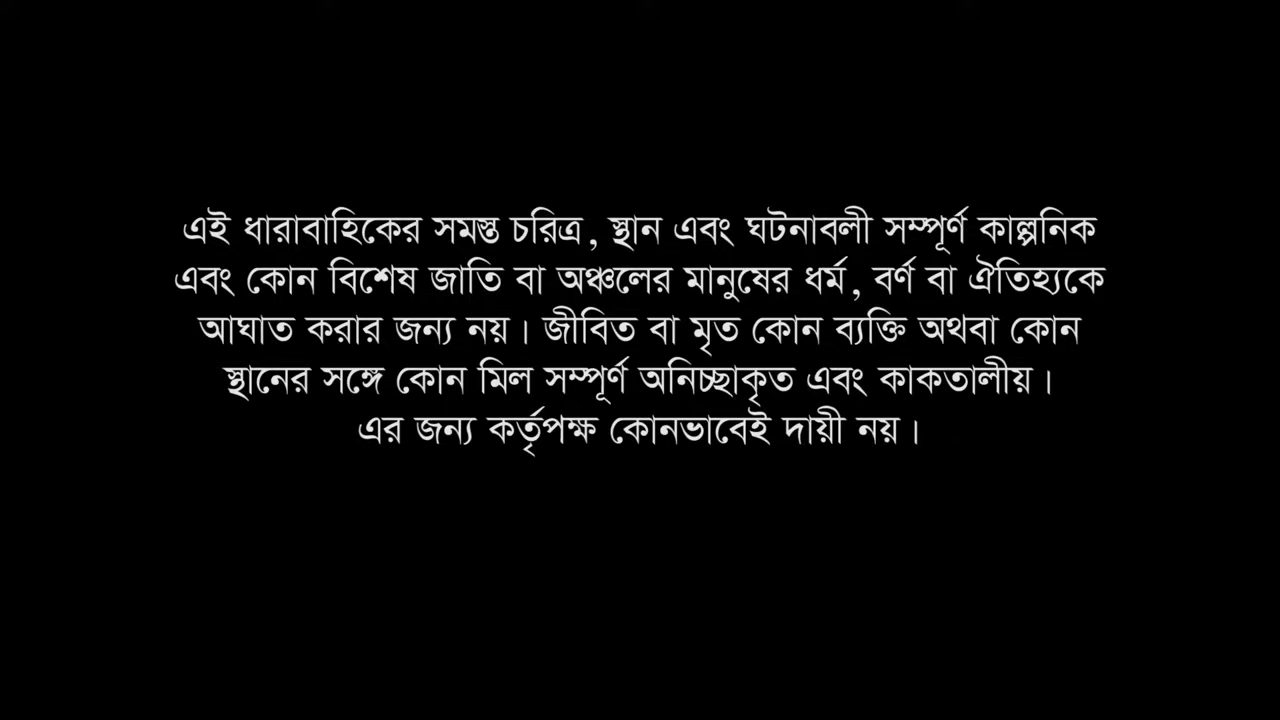 এই ধারাবাহিকের সমস্ত চরিত্র, স্থান এবং ঘটনাবলী সম্পূর্ণ কাল্পনিক
এবং কোন বিশেষ জাতি বা অঞ্চলের মানুষের ধর্ম, বর্ণ বা ঐতিহ্যকে
আঘাত করার জন্য নয়। জীবিত বা মৃত কোন ব্যক্তি অথবা কোন
স্থানের সঙ্গে কোন মিল সম্পূর্ণ অনিচ্ছাকৃত এবং কাকতালীয়।
এর জন্য কর্তৃপক্ষ কোনভাবেই দায়ী নয়।